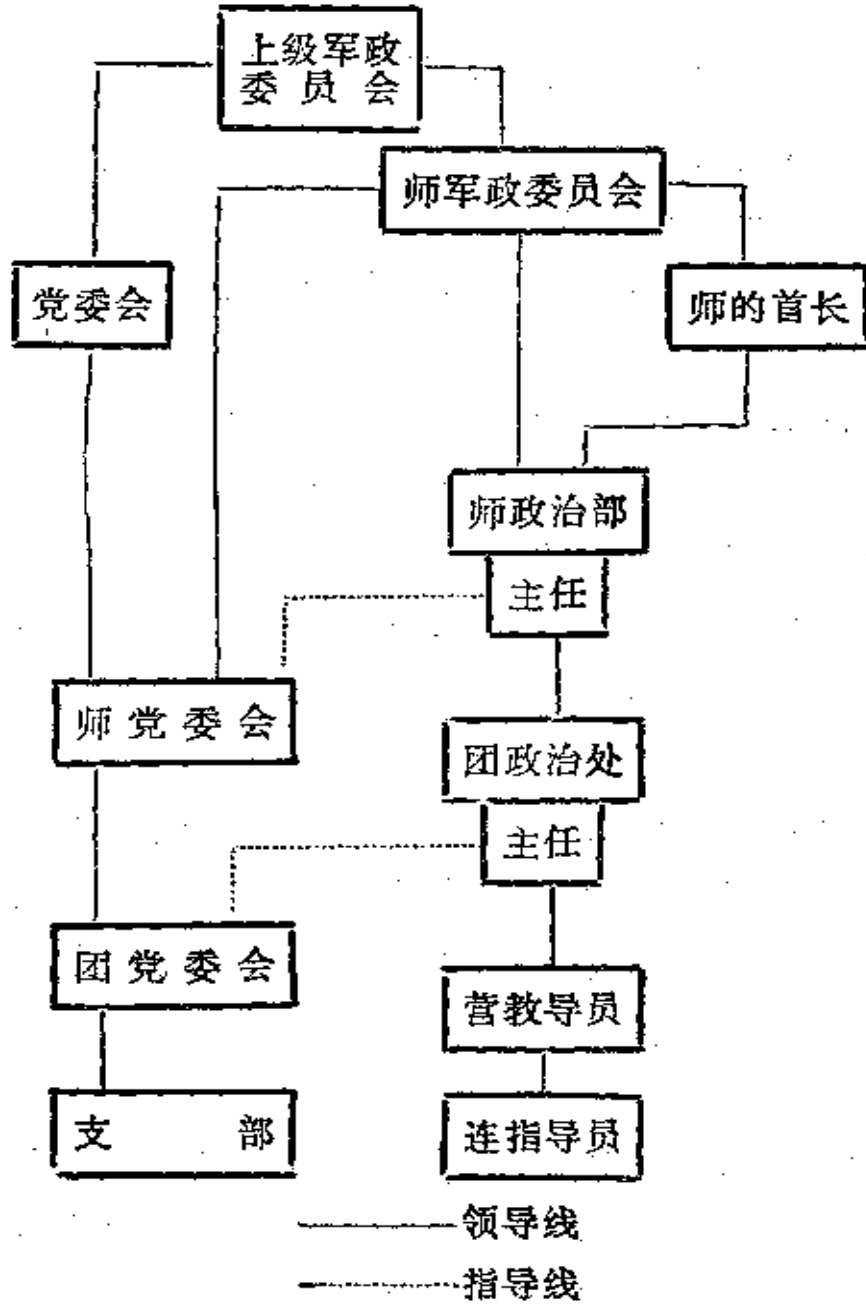 上级军政
委员会
师军政委员会
党委会
师的首长
师政治部
主任
师党委会
团政治处
主任
团党委会
营教导员
支部
连指导员
领导线
指导线